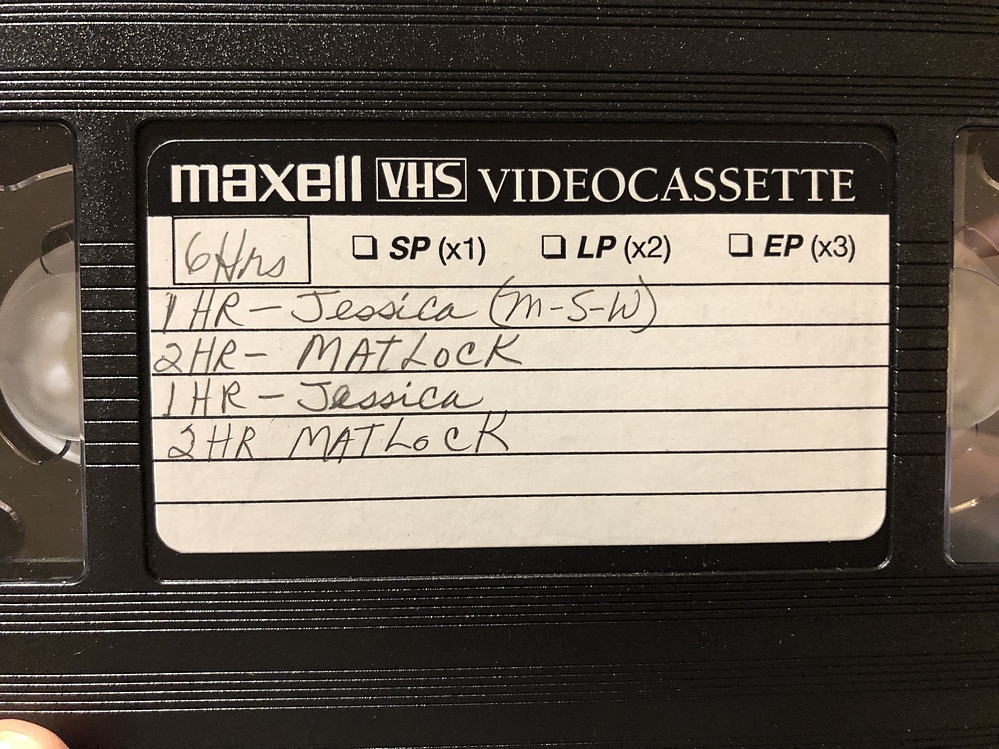 maxell VHS VIDEOCASSETTE
6Hrs SP (x1) LP (x2) EP (x3)
1 HR - Jessica (M-S-W)
2HR - MATLOCK
1 HR - Jessica
2HR MATLOCK